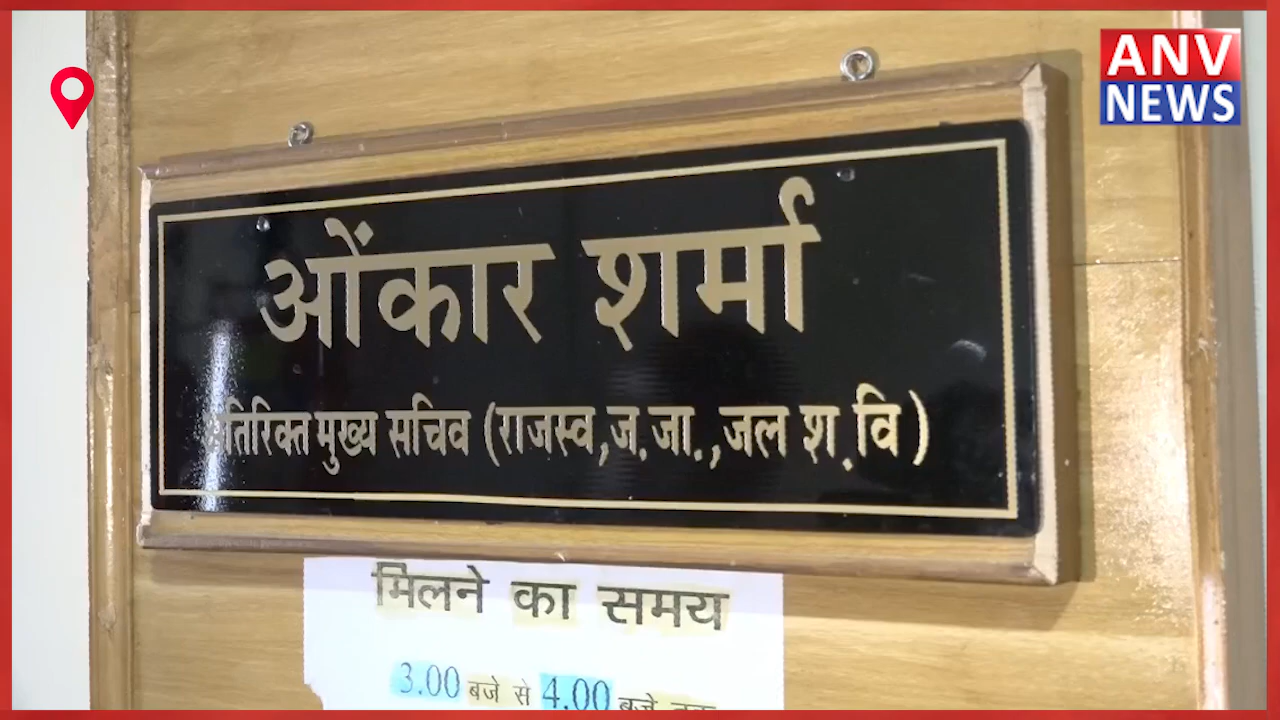 ANV
NEWS
ओंकार शर्मा
अतिरिक्त मुख्य सचिव (राजस्व,ज.जा.,जल श.वि)
मिलने का समय
3.00 बजे से 4.00 बजे तक